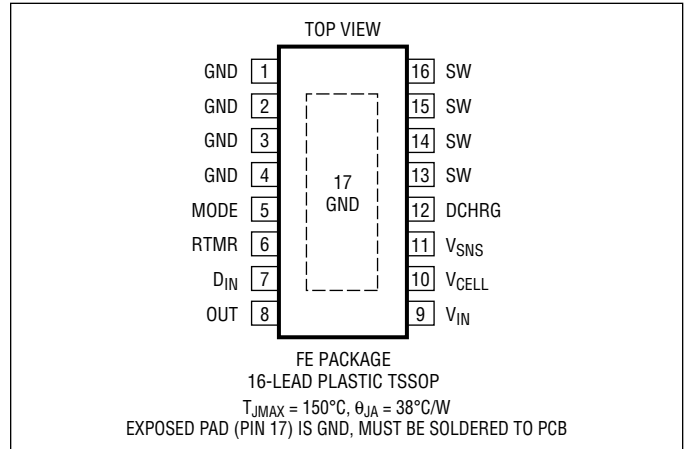 TOP VIEW
GND 1
GND 2
GND 3
GND 4
MODE 5
RTMR 6
DIN 7
OUT 8
16 SW
15 SW
14 SW
13 SW
12 DCHRG
11 VSNS
10 VCELL
9 VIN
17
GND
FE PACKAGE
16-LEAD PLASTIC TSSOP
TJMAX = 150°C, θJA = 38°C/W
EXPOSED PAD (PIN 17) IS GND, MUST BE SOLDERED TO PCB